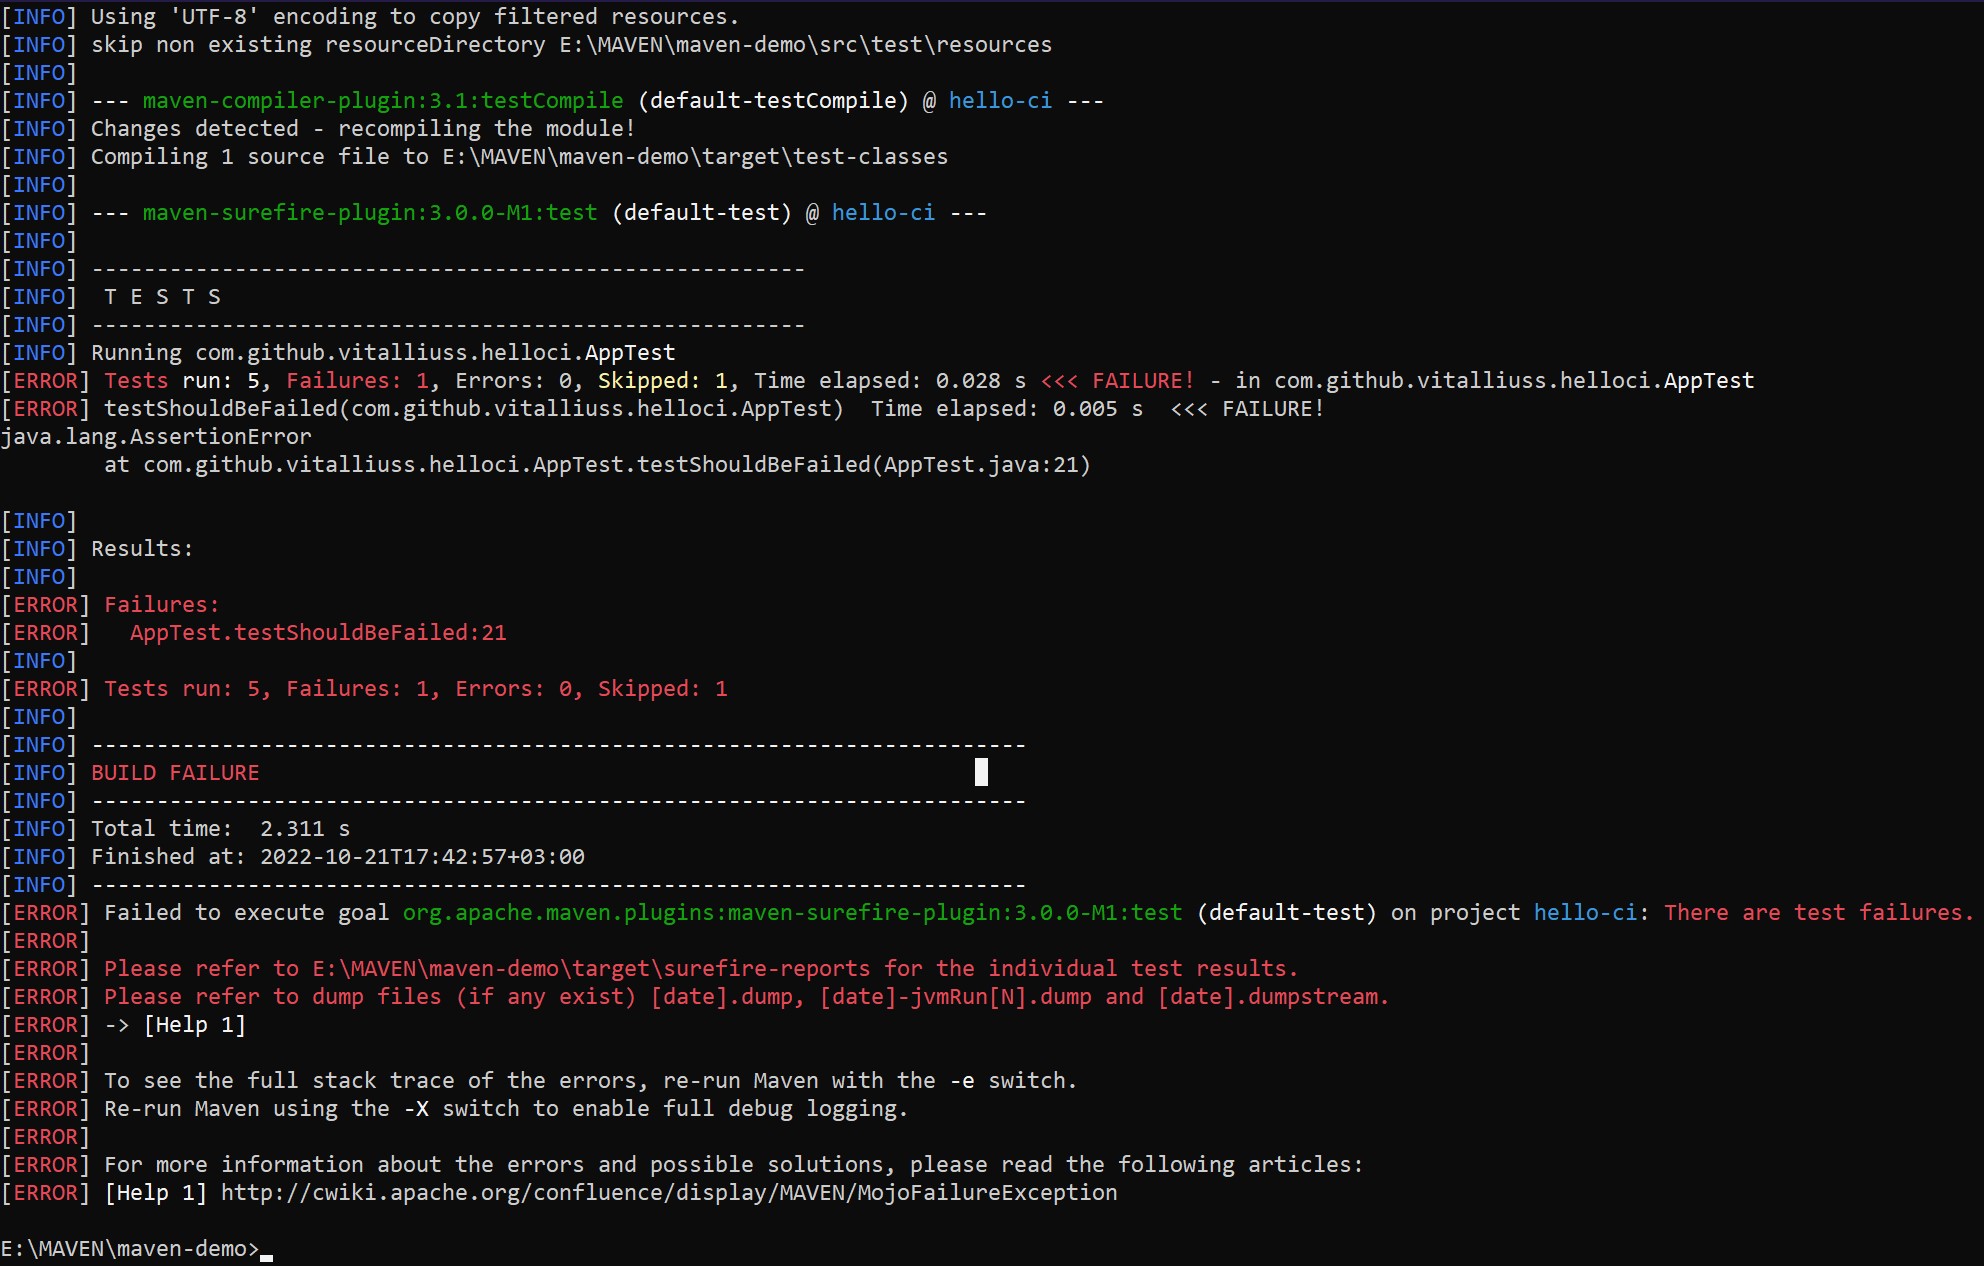 [INFO] Using 'UTF-8' encoding to copy filtered resources.
[INFO] skip non existing resourceDirectory E:\MAVEN\maven-demo\src\test\resources
[INFO]
[INFO] --- maven-compiler-plugin:3.1:testCompile (default-testCompile) @ hello-ci ---
[INFO] Changes detected - recompiling the module!
[INFO] Compiling 1 source file to E:\MAVEN\maven-demo\target\test-classes
[INFO]
[INFO] --- maven-surefire-plugin:3.0.0-M1:test (default-test) @ hello-ci ---
[INFO]
[INFO] -------------------------------------------------------
[INFO]  T E S T S
[INFO] -------------------------------------------------------
[INFO] Running com.github.vitalliuss.helloci.AppTest
[ERROR] Tests run: 5, Failures: 1, Errors: 0, Skipped: 1, Time elapsed: 0.028 s <<< FAILURE! - in com.github.vitalliuss.helloci.AppTest
[ERROR] testShouldBeFailed(com.github.vitalliuss.helloci.AppTest)  Time elapsed: 0.005 s  <<< FAILURE!
java.lang.AssertionError
        at com.github.vitalliuss.helloci.AppTest.testShouldBeFailed(AppTest.java:21)
[INFO]
[INFO] Results:
[INFO]
[ERROR] Failures:
[ERROR]   AppTest.testShouldBeFailed:21
[INFO]
[ERROR] Tests run: 5, Failures: 1, Errors: 0, Skipped: 1
[INFO]
[INFO] ------------------------------------------------------------------------
[INFO] BUILD FAILURE
[INFO] ------------------------------------------------------------------------
[INFO] Total time:  2.311 s
[INFO] Finished at: 2022-10-21T17:42:57+03:00
[INFO] ------------------------------------------------------------------------
[ERROR] Failed to execute goal org.apache.maven.plugins:maven-surefire-plugin:3.0.0-M1:test (default-test) on project hello-ci: There are test failures.
[ERROR]
[ERROR] Please refer to E:\MAVEN\maven-demo\target\surefire-reports for the individual test results.
[ERROR] Please refer to dump files (if any exist) [date].dump, [date]-jvmRun[N].dump and [date].dumpstream.
[ERROR] -> [Help 1]
[ERROR]
[ERROR] To see the full stack trace of the errors, re-run Maven with the -e switch.
[ERROR] Re-run Maven using the -X switch to enable full debug logging.
[ERROR]
[ERROR] For more information about the errors and possible solutions, please read the following articles:
[ERROR] [Help 1] http://cwiki.apache.org/confluence/display/MAVEN/MojoFailureException
E:\MAVEN\maven-demo>